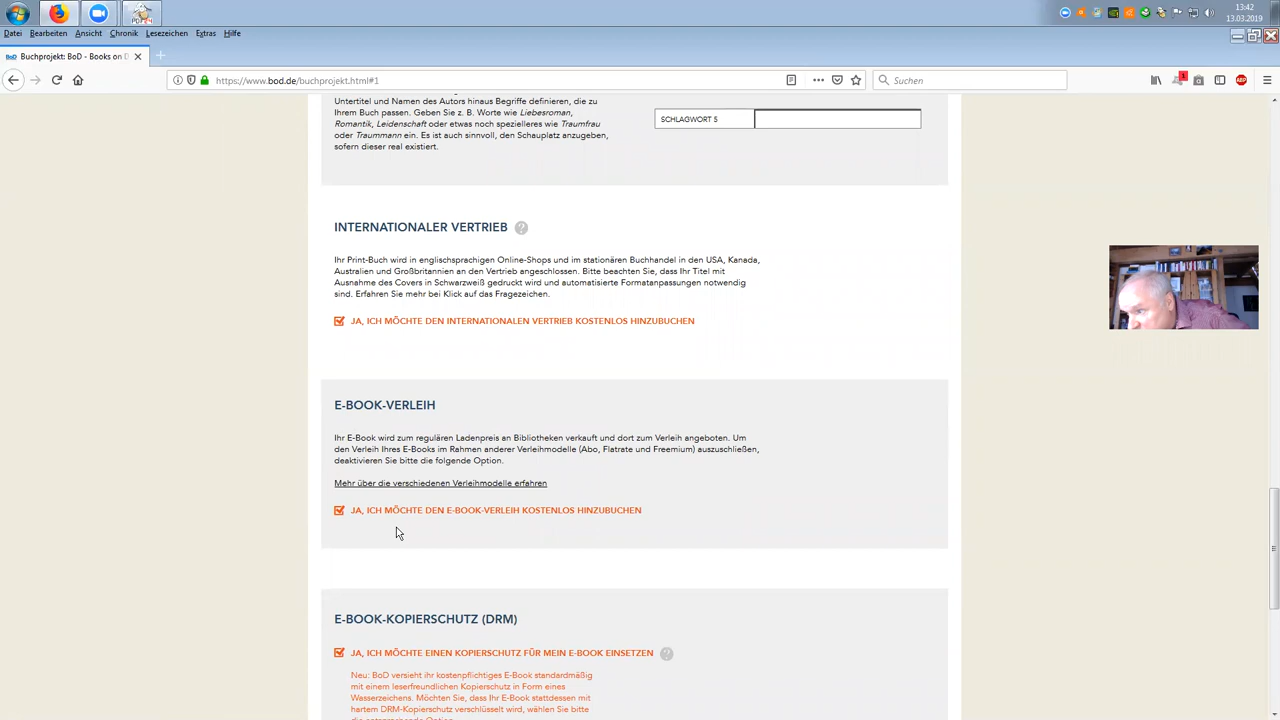 13:42
13.03.2019
Datei Bearbeiten Ansicht Chronik Lesezeichen Extras Hilfe
BoD Buchprojekt: BoD - Books on D
https://www.bod.de/buchprojekt.html#1
Suchen
1
ABP
Untertitel und Namen des Autors hinaus Begriffe definieren, die zu
Ihrem Buch passen. Geben Sie z. B. Worte wie Liebesroman,
Romantik, Leidenschaft oder etwas noch spezielleres wie Traumfrau
oder Traummann ein. Es ist auch sinnvoll, den Schauplatz anzugeben,
sofern dieser real existiert.
SCHLAGWORT 5
INTERNATIONALER VERTRIEB ?
Ihr Print-Buch wird in englischsprachigen Online-Shops und im stationären Buchhandel in den USA, Kanada,
Australien und Großbritannien an den Vertrieb angeschlossen. Bitte beachten Sie, dass Ihr Titel mit
Ausnahme des Covers in Schwarzweiß gedruckt wird und automatisierte Formatanpassungen notwendig
sind. Erfahren Sie mehr bei Klick auf das Fragezeichen.
JA, ICH MÖCHTE DEN INTERNATIONALEN VERTRIEB KOSTENLOS HINZUBUCHEN
E-BOOK-VERLEIH
Ihr E-Book wird zum regulären Ladenpreis an Bibliotheken verkauft und dort zum Verleih angeboten. Um
den Verleih Ihres E-Books im Rahmen anderer Verleihmodelle (Abo, Flatrate und Freemium) auszuschließen,
deaktivieren Sie bitte die folgende Option.
Mehr über die verschiedenen Verleihmodelle erfahren
JA, ICH MÖCHTE DEN E-BOOK-VERLEIH KOSTENLOS HINZUBUCHEN
E-BOOK-KOPIERSCHUTZ (DRM)
JA, ICH MÖCHTE EINEN KOPIERSCHUTZ FÜR MEIN E-BOOK EINSETZEN ?
Neu: BoD versieht ihr kostenpflichtiges E-Book standardmäßig
mit einem leserfreundlichen Kopierschutz in Form eines
Wasserzeichens. Möchten Sie, dass Ihr E-Book stattdessen mit
hartem DRM-Kopierschutz verschlüsselt wird, wählen Sie bitte